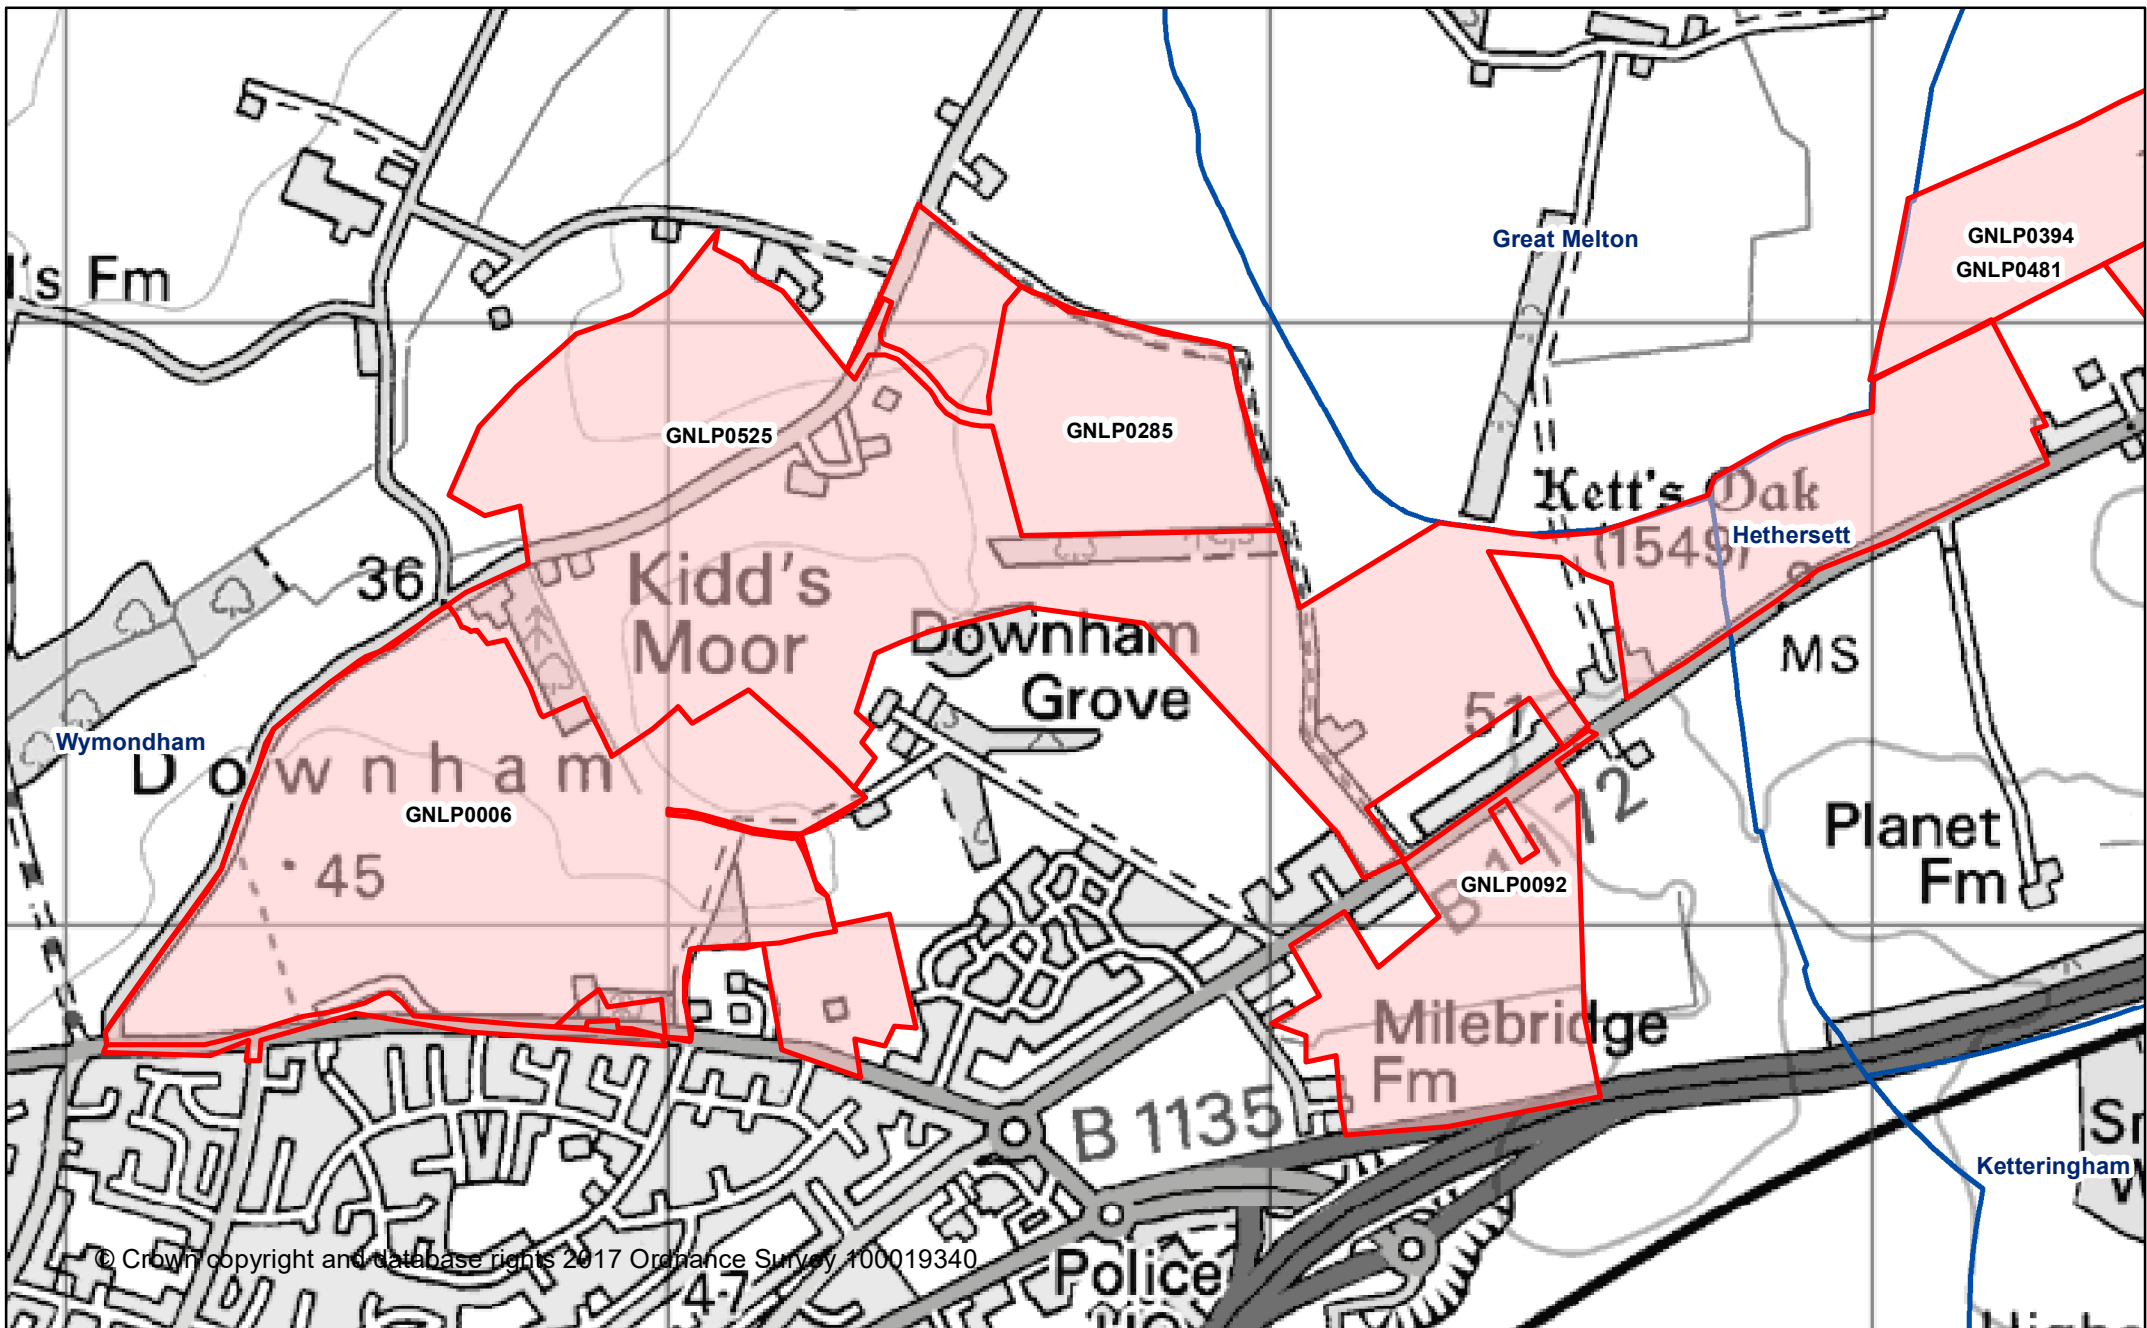 Great Melton
GNLP0394
GNLP0481
l's Fm
GNLP0525
GNLP0285
Kett's Oak
(1549)
Hethersett
36
Kidd's
Moor
Downham
Grove
MS
51
Wymondham
Downham
GNLP0006
45
B 1172
Planet
Fm
GNLP0092
Milebridge
Fm
B 1135
Ketteringham
© Crown copyright and database rights 2017 Ordnance Survey 100019340
47
Police